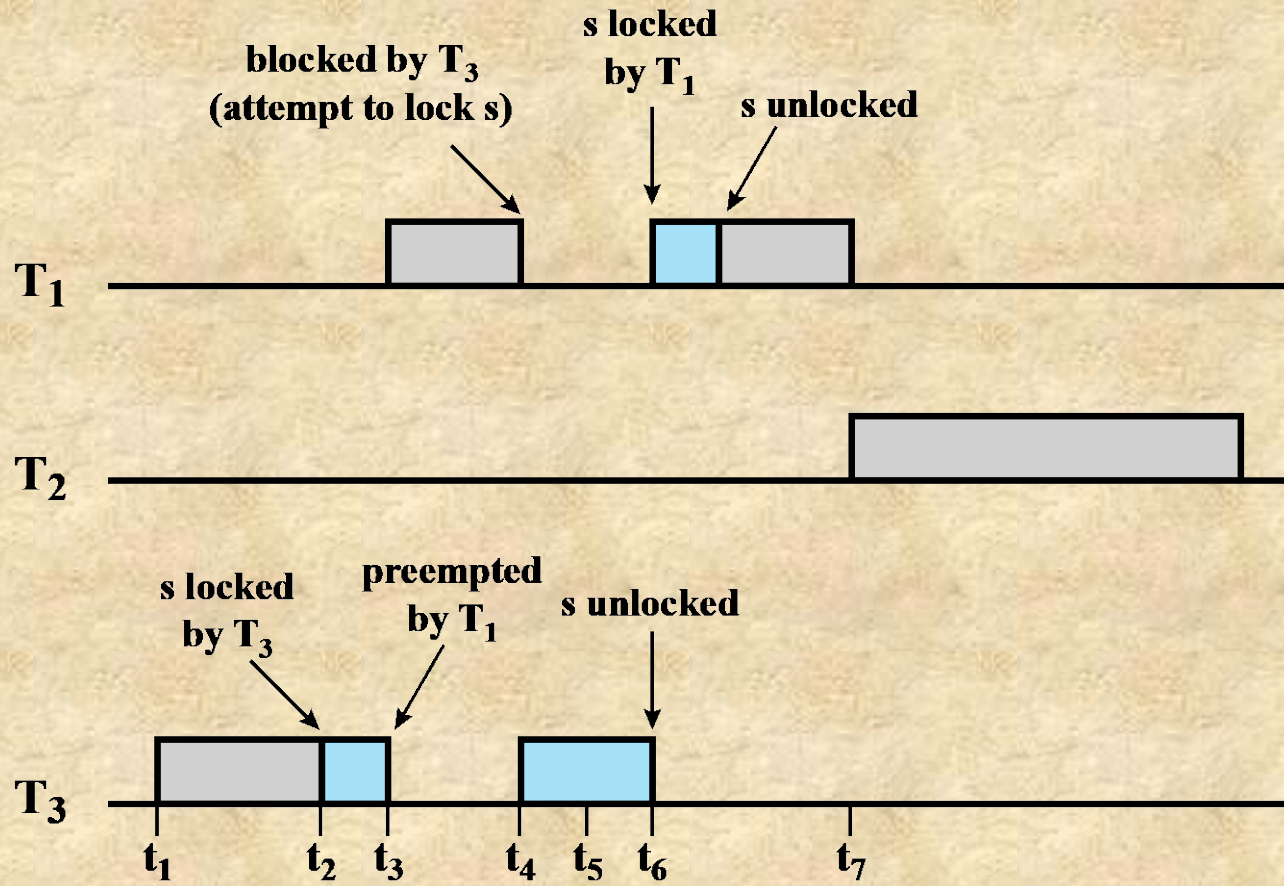 s locked
by T₁
blocked by T₃
(attempt to lock s)
s unlocked
T₁
T₂
s locked
by T₃
preempted
by T₁
s unlocked
T₃
t₁ t₂ t₃ t₄ t₅ t₆ t₇